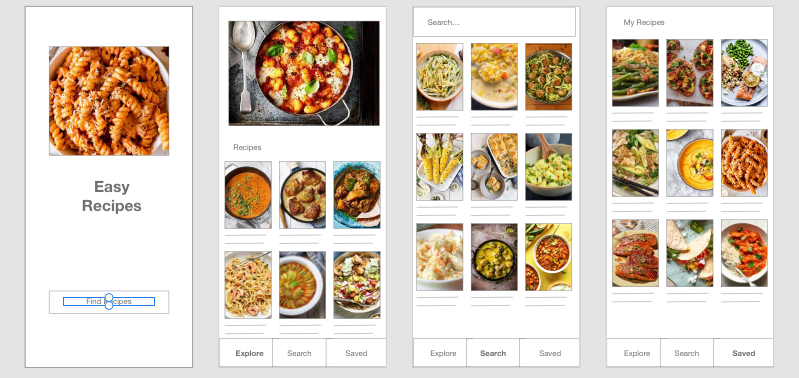 Easy
Recipes
Find Recipes
Recipes
Explore
Search
Saved
Search...
Explore
Search
Saved
My Recipes
Explore
Search
Saved